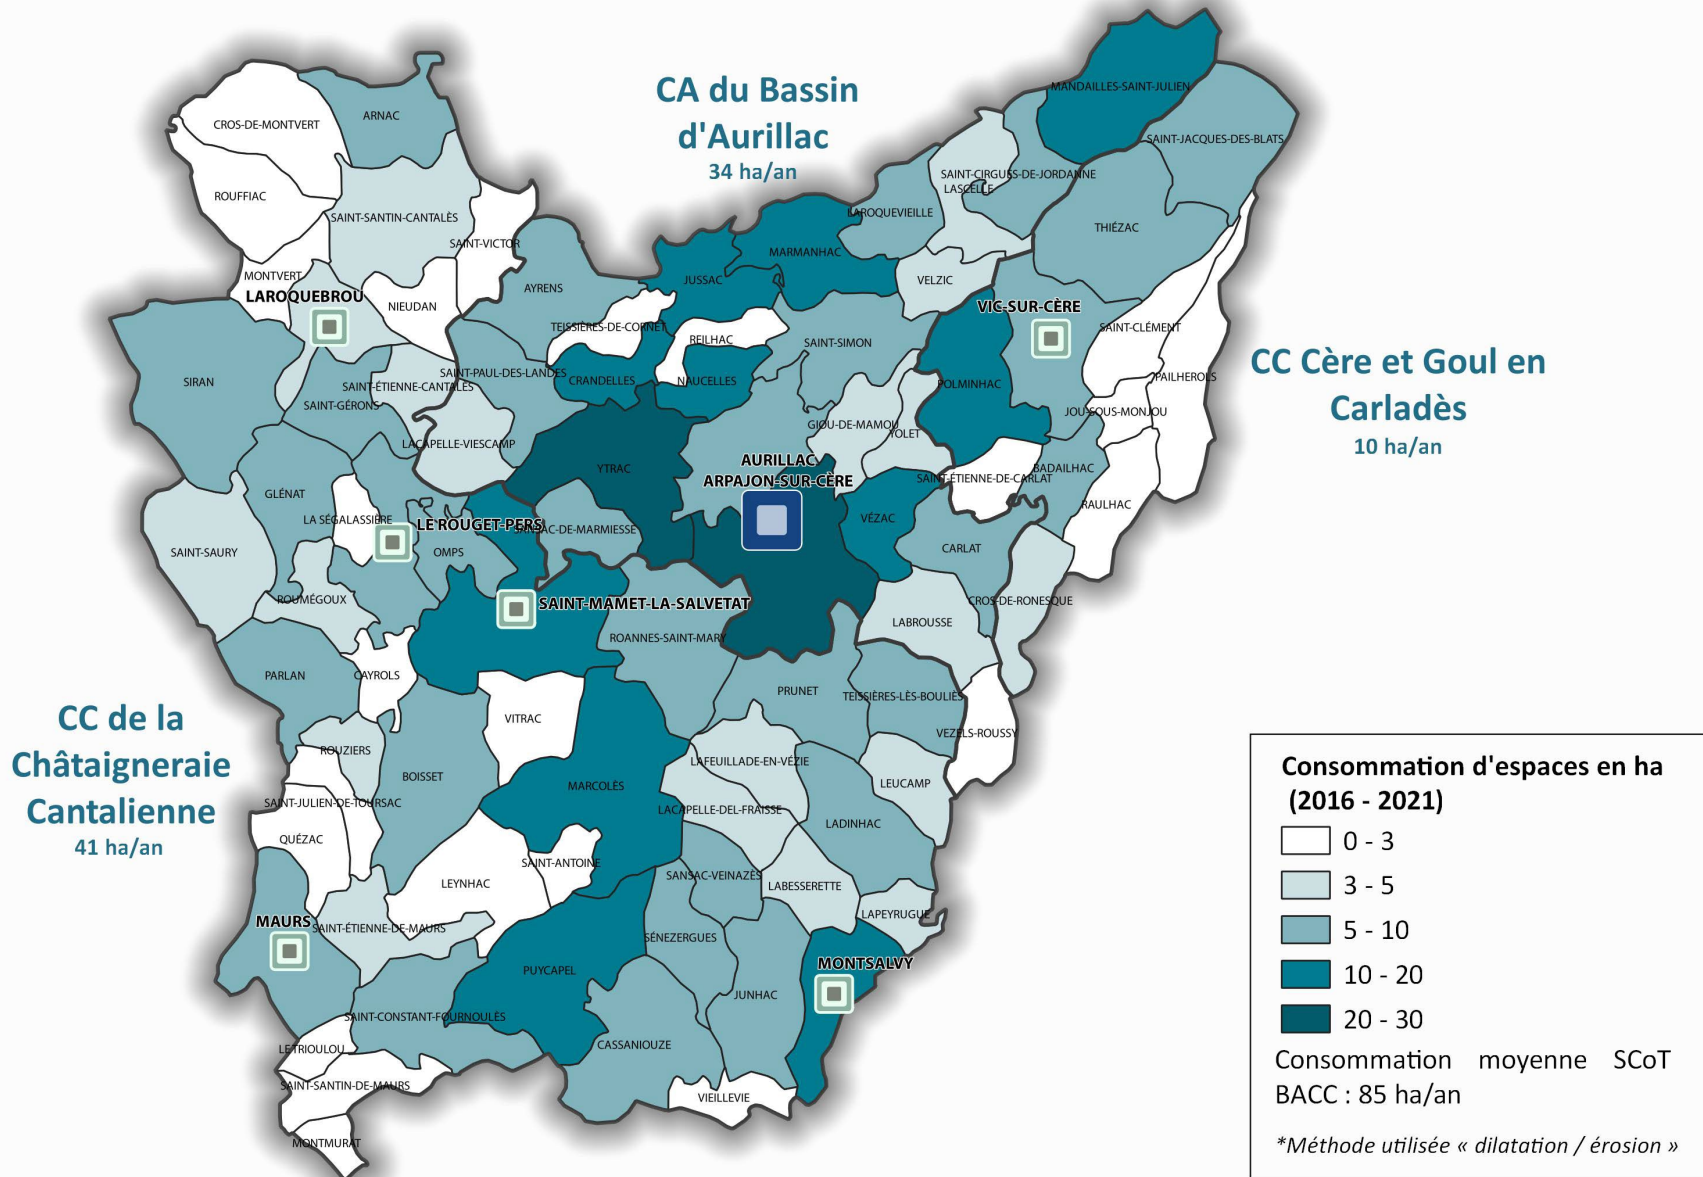 CA du Bassin
d'Aurillac
34 ha/an
MANDAILLES-SAINT-JULIEN
ARNAC
CROS-DE-MONTVERT
SAINT-JACQUES-DES-BLATS
SAINT-CIRGUES-DE-JORDANNE
LASCELLE
ROUFFIAC
LAROQUEVIEILLE
SAINT-SANTIN-CANTALÈS
THIÉZAC
SAINT-VICTOR
MARMANHAC
MONTVERT
JUSSAC
VELZIC
AYRENS
LAROQUEBROU
NIEUDAN
VIC-SUR-CÈRE
TEISSIÈRES-DE-CORNET
SAINT-CLÉMENT
REILHAC
SAINT-SIMON
CC Cère et Goul en
Carladès
10 ha/an
SIRAN
SAINT-PAUL-DES-LANDES
CRANDELLES
NAUCELLES
PAILHEROLS
POLMINHAC
SAINT-ÉTIENNE-CANTALÈS
SAINT-GÉRONS
JOU-SOUS-MONJOU
GIOU-DE-MAMOU
YOLET
LACAPELLE-VIESCAMP
AURILLAC
YTRAC
BADAILHAC
ARPAJON-SUR-CÈRE
SAINT-ÉTIENNE-DE-CARLAT
GLÉNAT
RAULHAC
LA SÉGALASSIÈRE
LE ROUGET-PERS
VÉZAC
SANSAC-DE-MARMIESSE
SAINT-SAURY
OMPS
CARLAT
ROUMÉGOUX
SAINT-MAMET-LA-SALVETAT
CROS-DE-RONESQUE
LABROUSSE
ROANNES-SAINT-MARY
PARLAN
CAYROLS
PRUNET
TEISSIÈRES-LÈS-BOULIÈS
CC de la
Châtaigneraie
Cantalienne
41 ha/an
VITRAC
VEZELS-ROUSSY
ROUZIERS
LAFEUILLADE-EN-VÉZIE
BOISSET
MARCOLÈS
LEUCAMP
SAINT-JULIEN-DE-TOURSAC
LACAPELLE-DEL-FRAISSE
LADINHAC
QUÉZAC
SAINT-ANTOINE
SANSAC-VEINAZÈS
LEYNHAC
LABESSERETTE
MAURS
LAPEYRUGUE
SAINT-ÉTIENNE-DE-MAURS
SÉNEZERGUES
MONTSALVY
PUYCAPEL
JUNHAC
SAINT-CONSTANT-FOURNOULÈS
CASSANIOUZE
LE TRIOULOU
SAINT-SANTIN-DE-MAURS
VIEILLEVIE
MONTMURAT
Consommation d'espaces en ha
(2016 - 2021)
0 - 3
3 - 5
5 - 10
10 - 20
20 - 30
Consommation moyenne SCoT
BACC : 85 ha/an
*Méthode utilisée « dilatation / érosion »